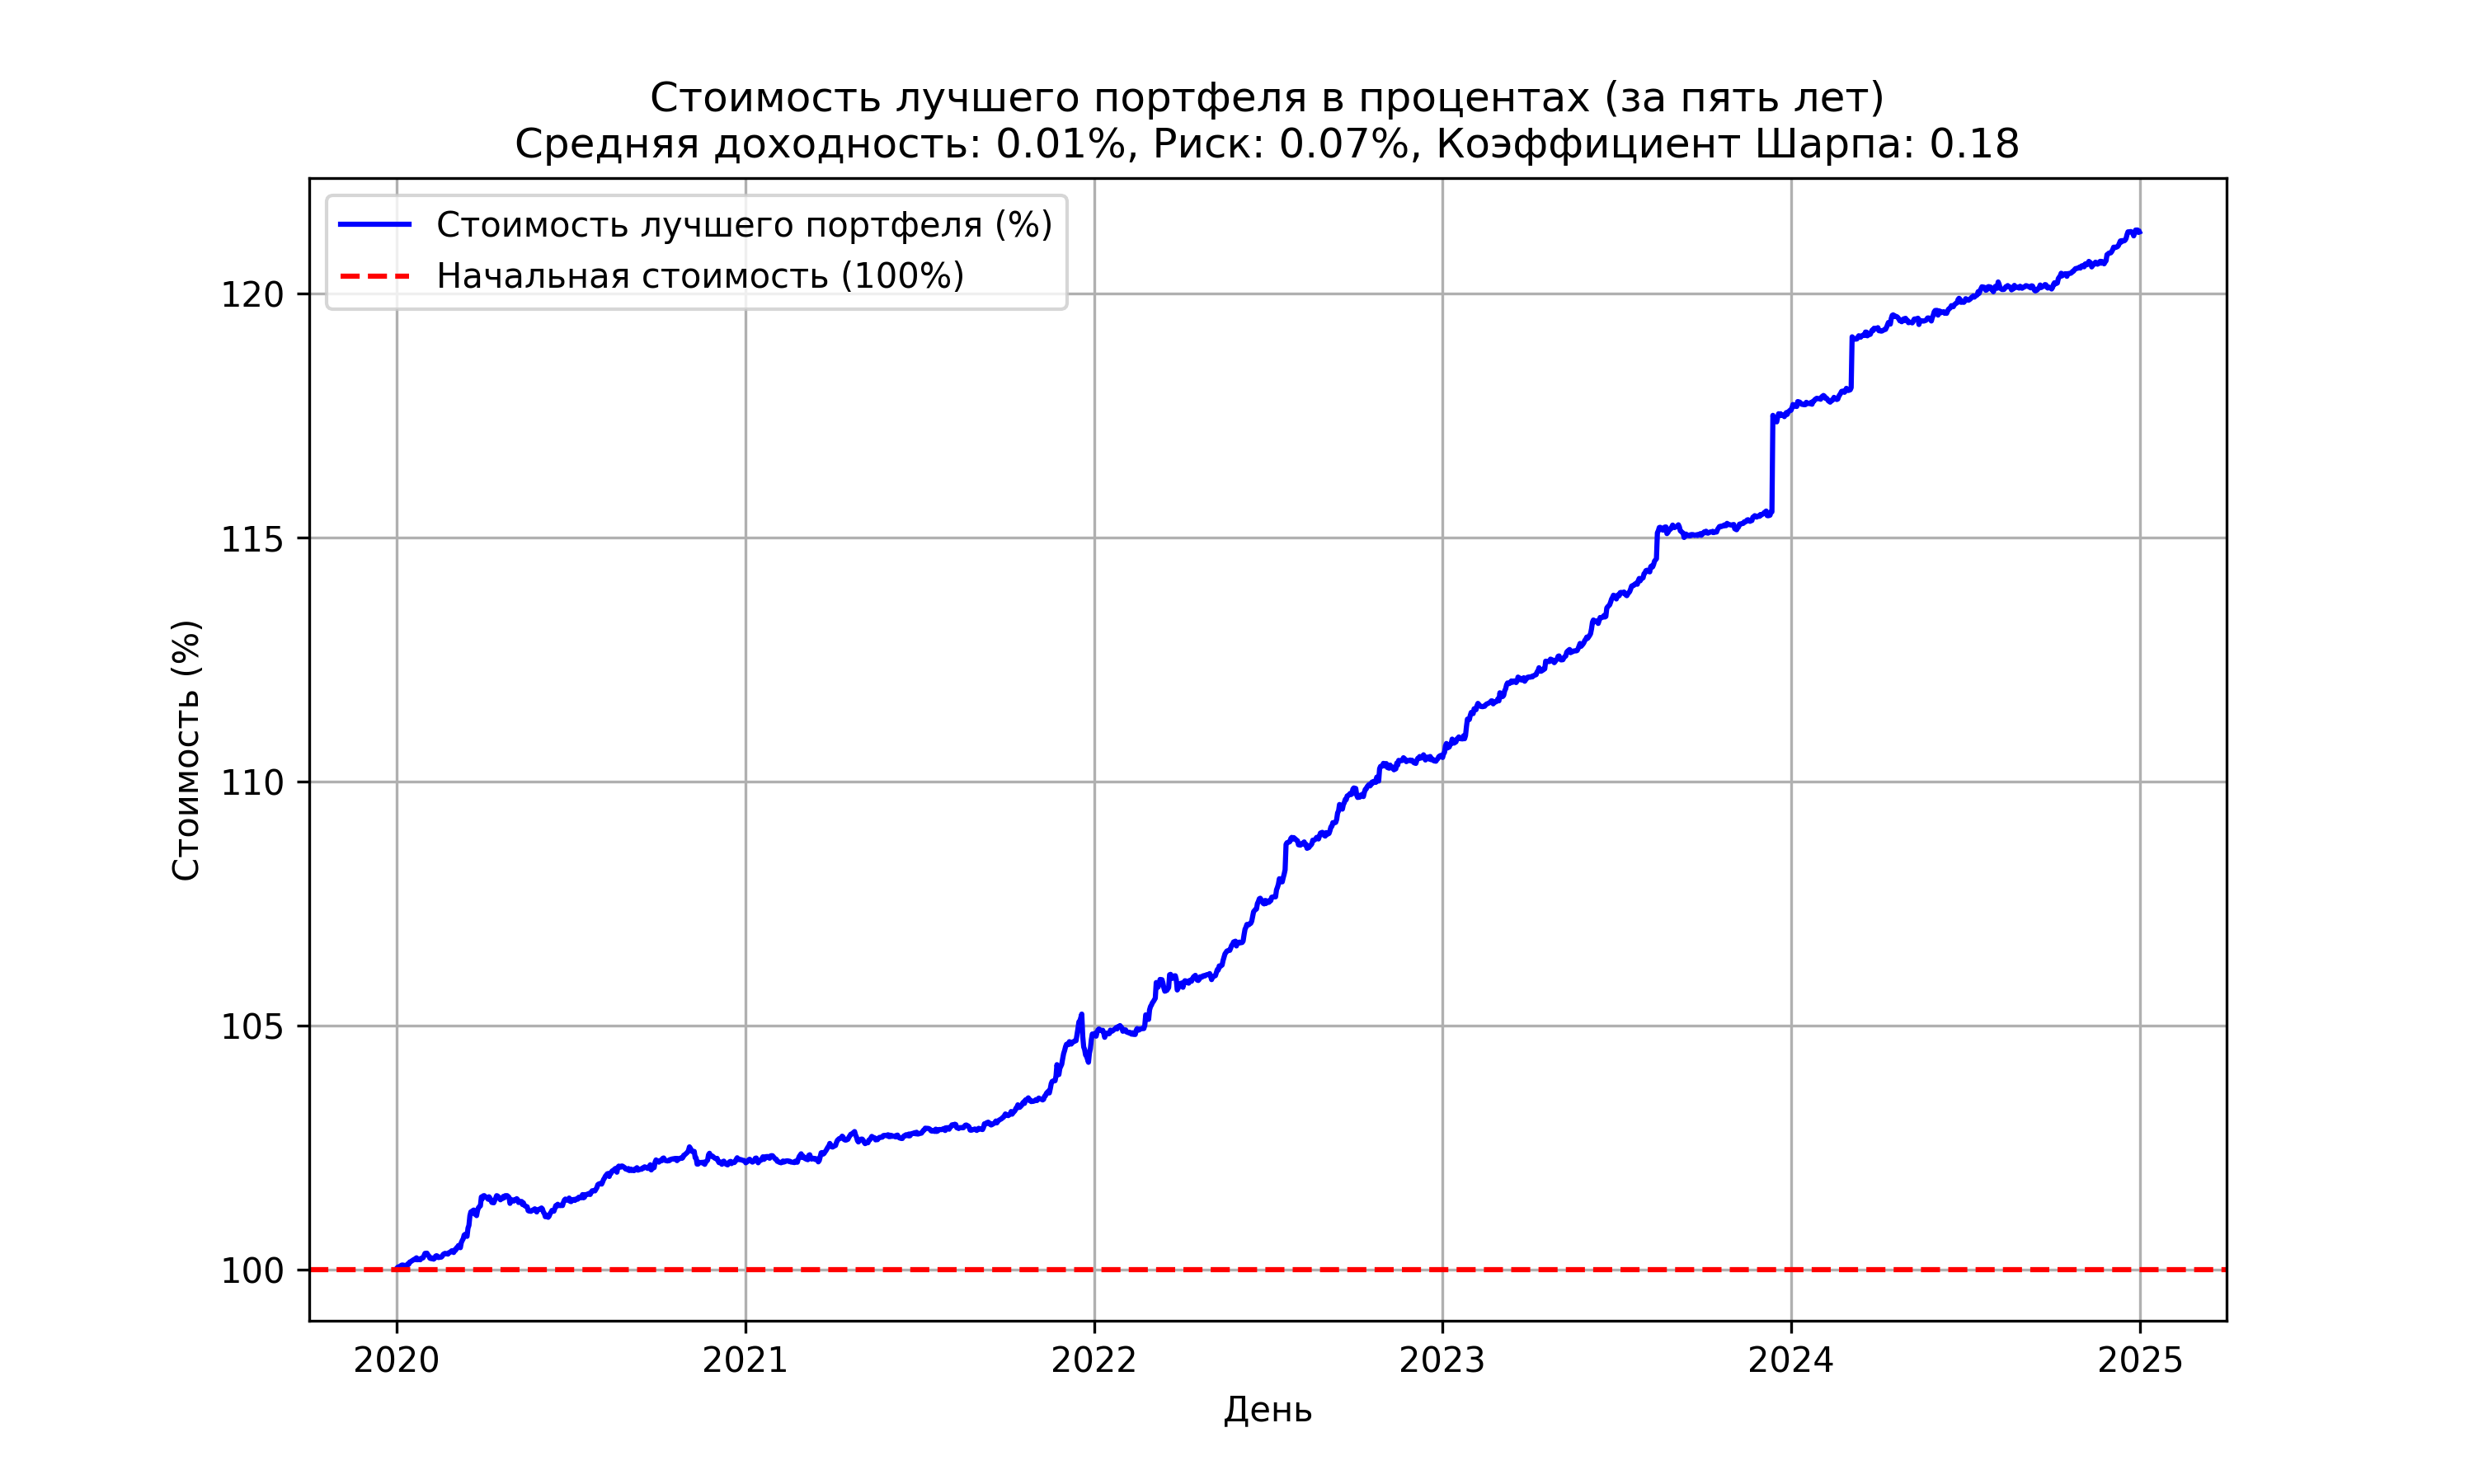 Стоимость лучшего портфеля в процентах (за пять лет)
Средняя доходность: 0.01%, Риск: 0.07%, Коэффициент Шарпа: 0.18
Стоимость лучшего портфеля (%)
Начальная стоимость (100%)
120
115
110
105
100
Стоимость (%)
2020 2021 2022 2023 2024 2025
День